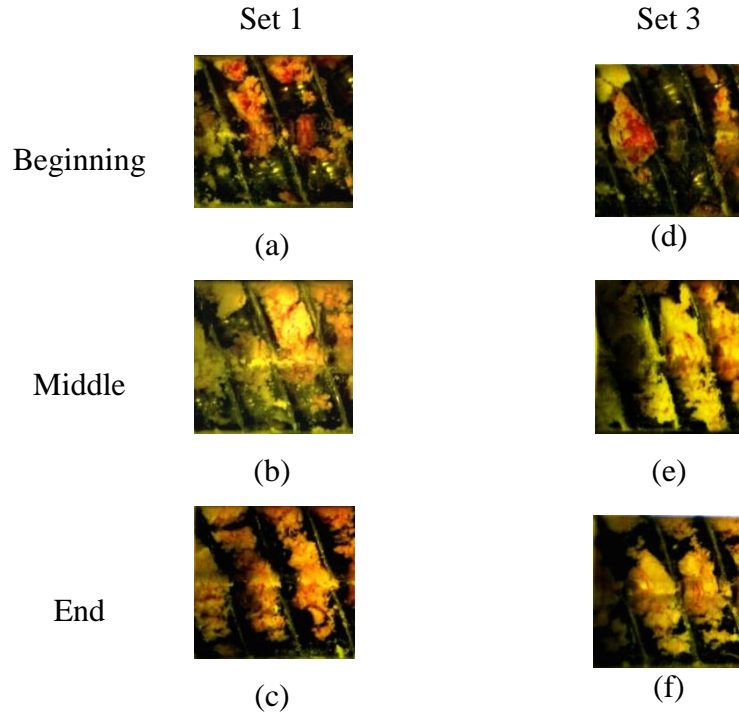 Set 1 Set 3
Beginning
(a) (d)
Middle
(b) (e)
End
(c) (f)